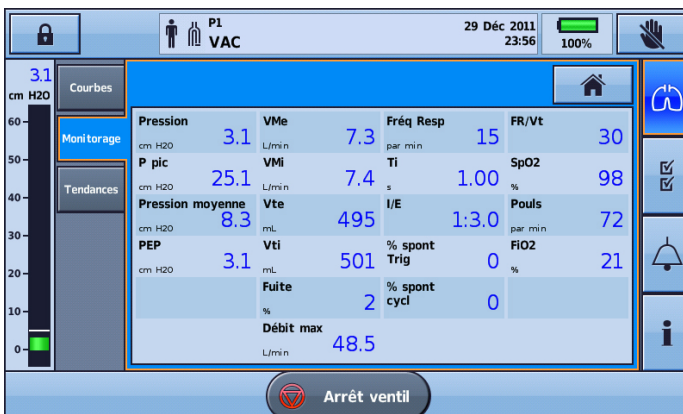 P1
VAC
29 Déc 2011
23:56
100%
3.1
cm H2O
60
50
40
30
20
10
0
Courbes
Monitorage
Tendances
Pression
cm H2O
3.1
VMe
L/min
7.3
Fréq Resp
par min
15
FR/Vt
30
P pic
cm H2O
25.1
VMi
L/min
7.4
Ti
s
1.00
SpO2
%
98
Pression moyenne
cm H2O
8.3
Vte
mL
495
I/E
1:3.0
Pouls
par min
72
PEP
cm H2O
3.1
Vti
mL
501
% spont
Trig
0
FiO2
%
21
Fuite
%
2
% spont
cycl
0
Débit max
L/min
48.5
Arrêt ventil